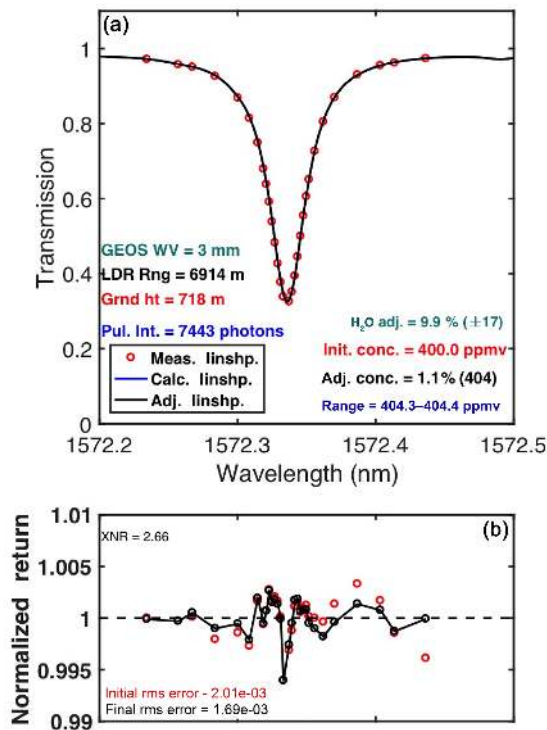 (a)
1
0.8
0.6
0.4
0.2
0
Transmission
GEOS WV = 3 mm
LDR Rng = 6914 m
Grnd ht = 718 m
Pul. Int. = 7443 photons
Meas. linshp.
Calc. linshp.
Adj. linshp.
H2O adj. = 9.9 % (±17)
Init. conc. = 400.0 ppmv
Adj. conc. = 1.1% (404)
Range = 404.3–404.4 ppmv
1572.2 1572.3 1572.4 1572.5
Wavelength (nm)
(b)
1.01
1.005
1
0.995
0.99
Normalized return
XNR = 2.66
Initial rms error - 2.01e-03
Final rms error = 1.69e-03